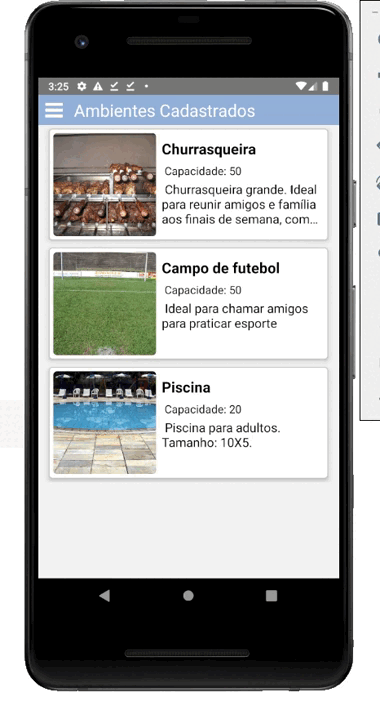 3:25
Ambientes Cadastrados
Churrasqueira
Capacidade: 50
Churrasqueira grande. Ideal
para reunir amigos e família
aos finais de semana, com...
Campo de futebol
Capacidade: 50
Ideal para chamar amigos
para praticar esporte
Piscina
Capacidade: 20
Piscina para adultos.
Tamanho: 10X5.